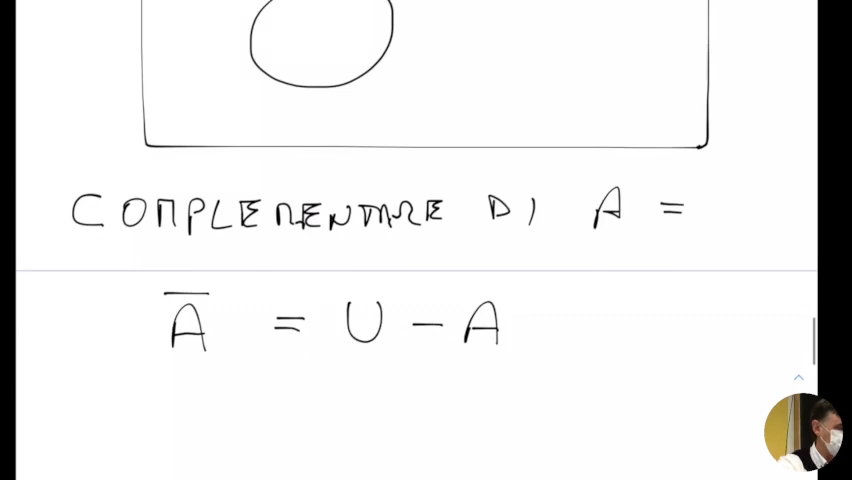 COMPLEMENTARE DI A =
A̅ = U - A